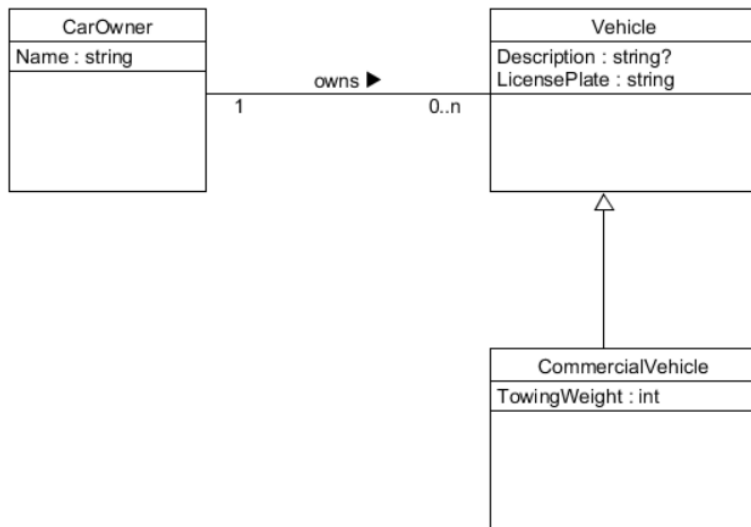 CarOwner
Name : string
owns ▶
1
0..n
Vehicle
Description : string?
LicensePlate : string
CommercialVehicle
TowingWeight : int